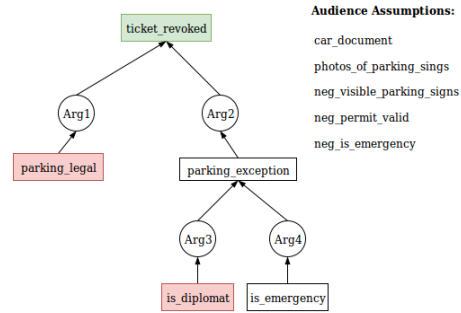 Audience Assumptions:
ticket_revoked
car_document
photos_of_parking_sings
neg_visible_parking_signs
Arg1
Arg2
neg_permit_valid
neg_is_emergency
parking_legal
parking_exception
Arg3
Arg4
is_diplomat
is_emergency